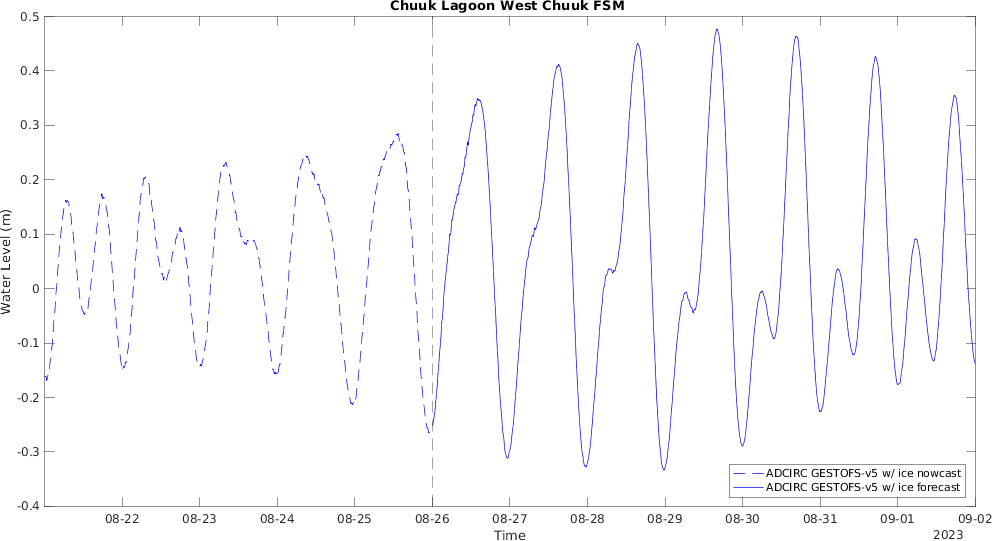 Chuuk Lagoon West Chuuk FSM
0.5
0.4
0.3
0.2
0.1
0
-0.1
-0.2
-0.3
-0.4
Water Level (m)
ADCIRC GESTOFS-v5 w/ ice nowcast
ADCIRC GESTOFS-v5 w/ ice forecast
08-22 08-23 08-24 08-25 08-26 08-27 08-28 08-29 08-30 08-31 09-01 09-02
Time
2023